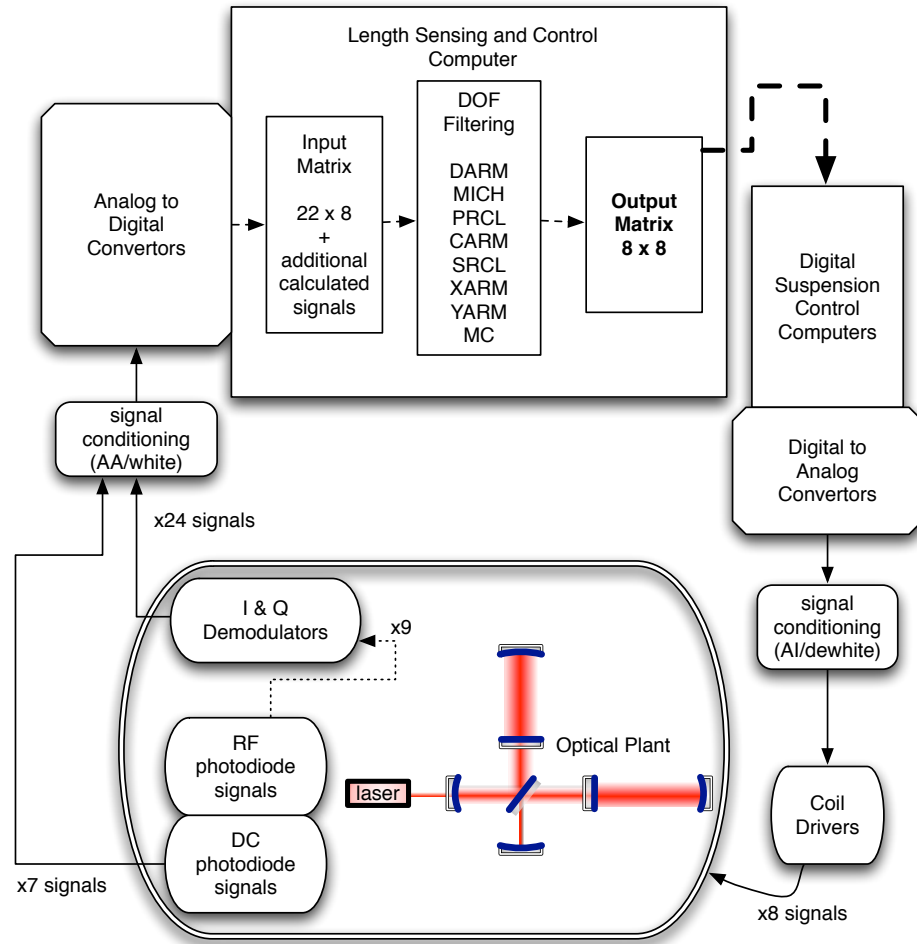 Length Sensing and Control
Computer
Analog to
Digital
Convertors
Input
Matrix
22 x 8
+
additional
calculated
signals
DOF
Filtering
DARM
MICH
PRCL
CARM
SRCL
XARM
YARM
MC
Output
Matrix
8 x 8
Digital
Suspension
Control
Computers
Digital to
Analog
Convertors
signal
conditioning
(AA/white)
x24 signals
I & Q
Demodulators
x9
signal
conditioning
(AI/dewhite)
RF
photodiode
signals
Optical Plant
laser
DC
photodiode
signals
Coil
Drivers
x7 signals
x8 signals